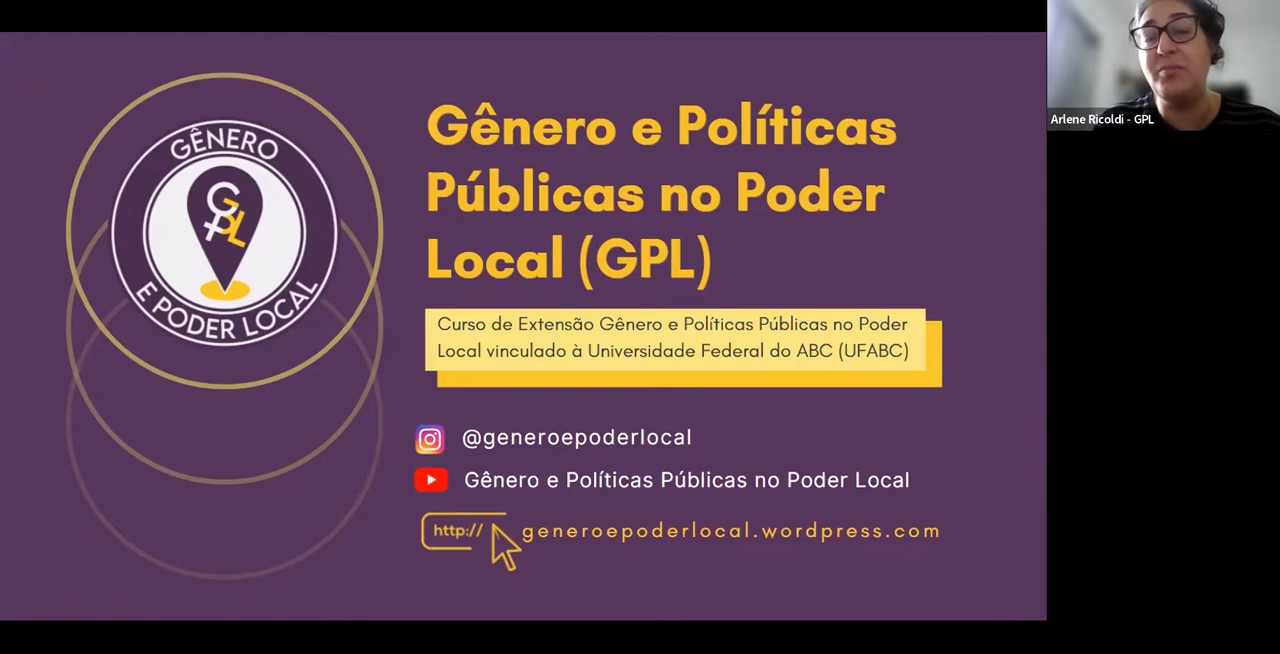 GÊNERO
GPL
E PODER LOCAL
Gênero e Políticas
Públicas no Poder
Local (GPL)
Curso de Extensão Gênero e Políticas Públicas no Poder
Local vinculado à Universidade Federal do ABC (UFABC)
@generoepoderlocal
Gênero e Políticas Públicas no Poder Local
http://
generoepoderlocal.wordpress.com
Arlene Ricoldi - GPL